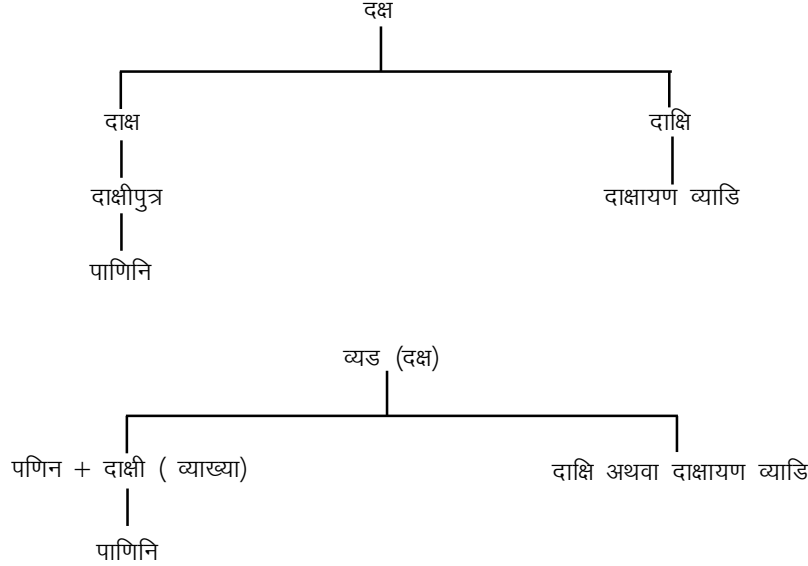 दक्ष
दाक्ष दाक्षि
दाक्षीपुत्र दाक्षायण व्याडि
पाणिनि
व्यड (दक्ष)
पणिन + दाक्षी ( व्याख्या) दाक्षि अथवा दाक्षायण व्याडि
पाणिनि